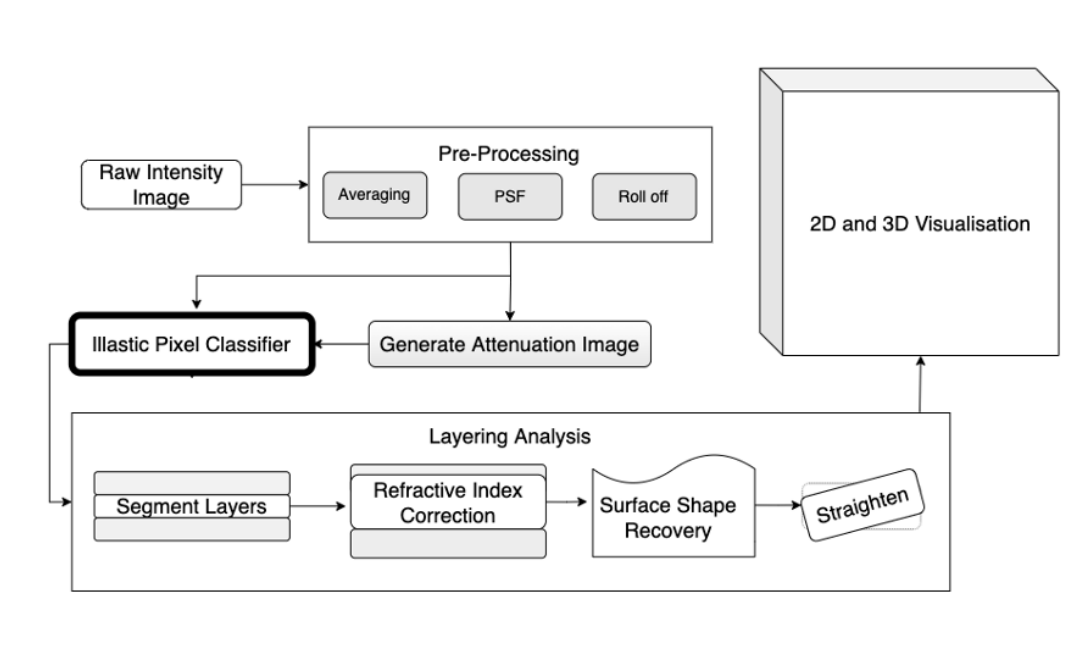 Pre-Processing
Raw Intensity
Image
Averaging
PSF
Roll off
2D and 3D Visualisation
Illastic Pixel Classifier
Generate Attenuation Image
Layering Analysis
Segment Layers
Refractive Index
Correction
Surface Shape
Recovery
Straighten